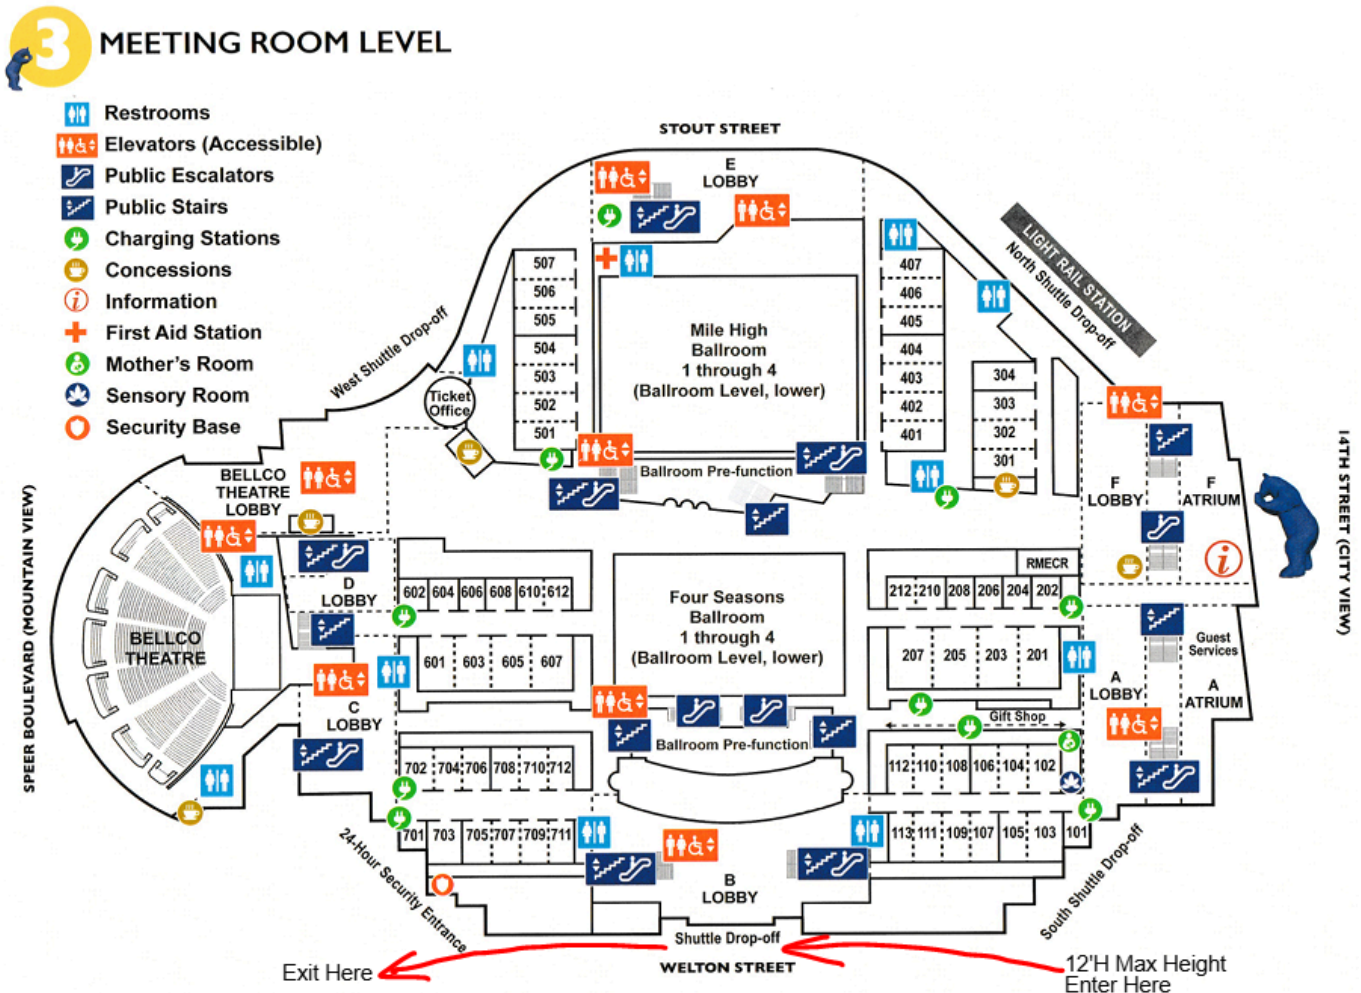 3 MEETING ROOM LEVEL
Restrooms
Elevators (Accessible)
Public Escalators
Public Stairs
Charging Stations
Concessions
Information
First Aid Station
Mother's Room
Sensory Room
Security Base
STOUT STREET
E
LOBBY
LIGHT RAIL STATION
North Shuttle Drop-off
West Shuttle Drop-off
Ticket
Office
507
506
505
504
503
502
501
Mile High
Ballroom
1 through 4
(Ballroom Level, lower)
Ballroom Pre-function
407
406
405
404
403
402
401
304
303
302
301
F
LOBBY
F
ATRIUM
14TH STREET (CITY VIEW)
SPEER BOULEVARD (MOUNTAIN VIEW)
BELLCO
THEATRE
LOBBY
BELLCO
THEATRE
D
LOBBY
C
LOBBY
602 604 606 608 610 612
601 603 605 607
Four Seasons
Ballroom
1 through 4
(Ballroom Level, lower)
Ballroom Pre-function
RMECR
212 210 208 206 204 202
207 205 203 201
Guest
Services
A
LOBBY
A
ATRIUM
Gift Shop
702 704 706 708 710 712
701 703 705 707 709 711
112 110 108 106 104 102
113 111 109 107 105 103 101
B
LOBBY
24-Hour Security Entrance
South Shuttle Drop-off
Shuttle Drop-off
WELTON STREET
Exit Here
12'H Max Height
Enter Here